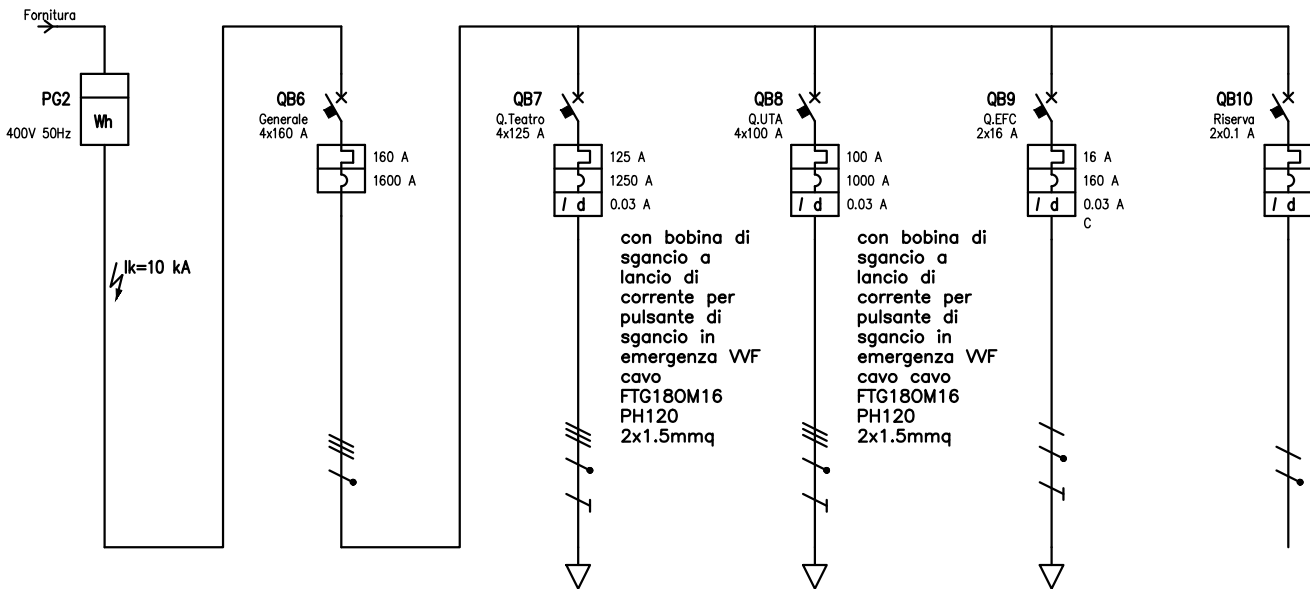 Fornitura
PG2
400V 50Hz
Wh
Ik=10 kA
QB6
Generale
4x160 A
160 A
1600 A
QB7
Q.Teatro
4x125 A
125 A
1250 A
I d
0.03 A
con bobina di
sgancio a
lancio di
corrente per
pulsante di
sgancio in
emergenza VVF
cavo
FTG18OM16
PH120
2x1.5mmq
QB8
Q.UTA
4x100 A
100 A
1000 A
I d
0.03 A
con bobina di
sgancio a
lancio di
corrente per
pulsante di
sgancio in
emergenza VVF
cavo cavo
FTG18OM16
PH120
2x1.5mmq
QB9
Q.EFC
2x16 A
16 A
160 A
I d
0.03 A
C
QB10
Riserva
2x0.1 A
I d